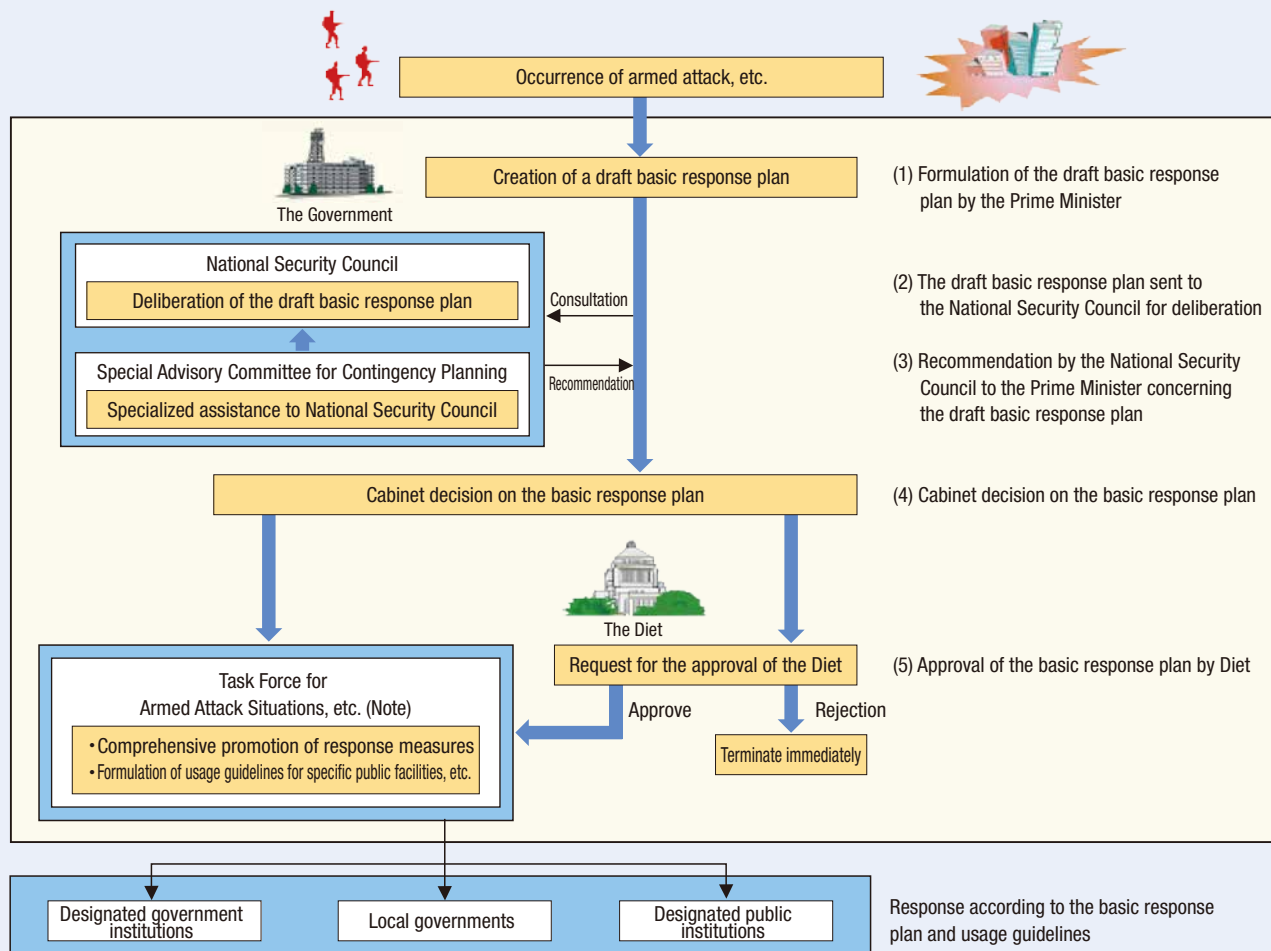 Occurrence of armed attack, etc.
The Government
Creation of a draft basic response plan
(1) Formulation of the draft basic response
plan by the Prime Minister
National Security Council
Deliberation of the draft basic response plan
Consultation
(2) The draft basic response plan sent to
the National Security Council for deliberation
Special Advisory Committee for Contingency Planning
Specialized assistance to National Security Council
Recommendation
(3) Recommendation by the National Security
Council to the Prime Minister concerning
the draft basic response plan
Cabinet decision on the basic response plan
(4) Cabinet decision on the basic response plan
The Diet
Request for the approval of the Diet
(5) Approval of the basic response plan by Diet
Approve
Rejection
Terminate immediately
Task Force for
Armed Attack Situations, etc. (Note)
・Comprehensive promotion of response measures
・Formulation of usage guidelines for specific public facilities, etc.
Designated government
institutions
Local governments
Designated public
institutions
Response according to the basic response
plan and usage guidelines